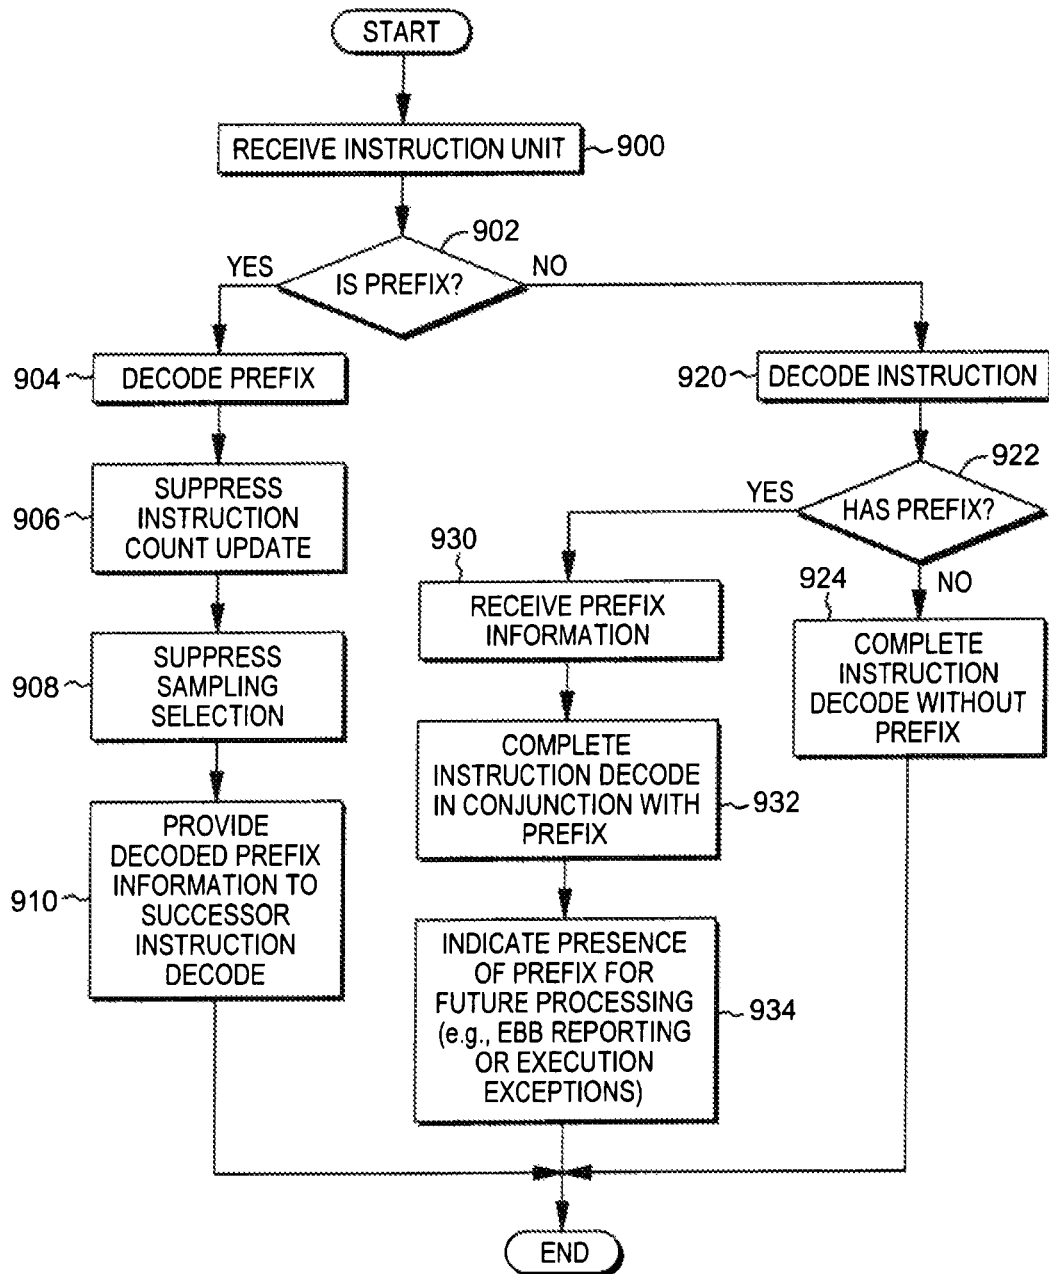 START
RECEIVE INSTRUCTION UNIT
900
902
YES
IS PREFIX?
NO
904
DECODE PREFIX
906
SUPPRESS
INSTRUCTION
COUNT UPDATE
908
SUPPRESS
SAMPLING
SELECTION
910
PROVIDE
DECODED PREFIX
INFORMATION TO
SUCCESSOR
INSTRUCTION
DECODE
920
DECODE INSTRUCTION
922
YES
HAS PREFIX?
NO
930
RECEIVE PREFIX
INFORMATION
924
COMPLETE
INSTRUCTION
DECODE WITHOUT
PREFIX
COMPLETE
INSTRUCTION DECODE
IN CONJUNCTION WITH
PREFIX
932
INDICATE PRESENCE
OF PREFIX FOR
FUTURE PROCESSING
(e.g., EBB REPORTING
OR EXECUTION
EXCEPTIONS)
934
END